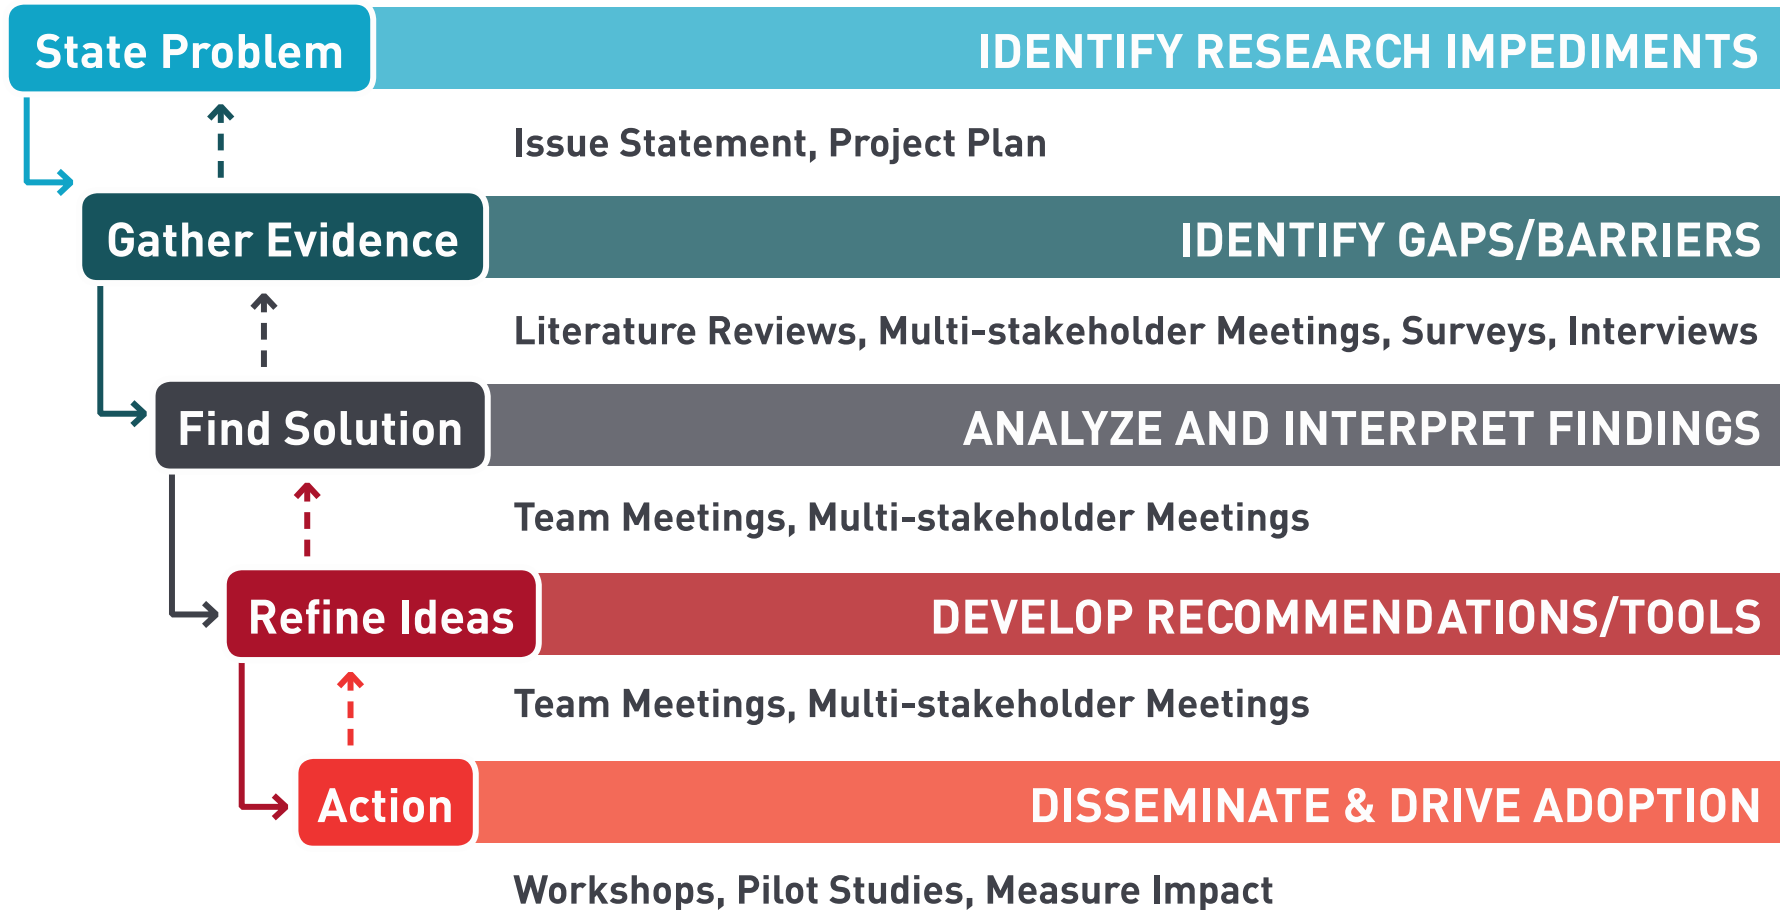 State Problem
IDENTIFY RESEARCH IMPEDIMENTS
Issue Statement, Project Plan
Gather Evidence
IDENTIFY GAPS/BARRIERS
Literature Reviews, Multi-stakeholder Meetings, Surveys, Interviews
Find Solution
ANALYZE AND INTERPRET FINDINGS
Team Meetings, Multi-stakeholder Meetings
Refine Ideas
DEVELOP RECOMMENDATIONS/TOOLS
Team Meetings, Multi-stakeholder Meetings
Action
DISSEMINATE & DRIVE ADOPTION
Workshops, Pilot Studies, Measure Impact